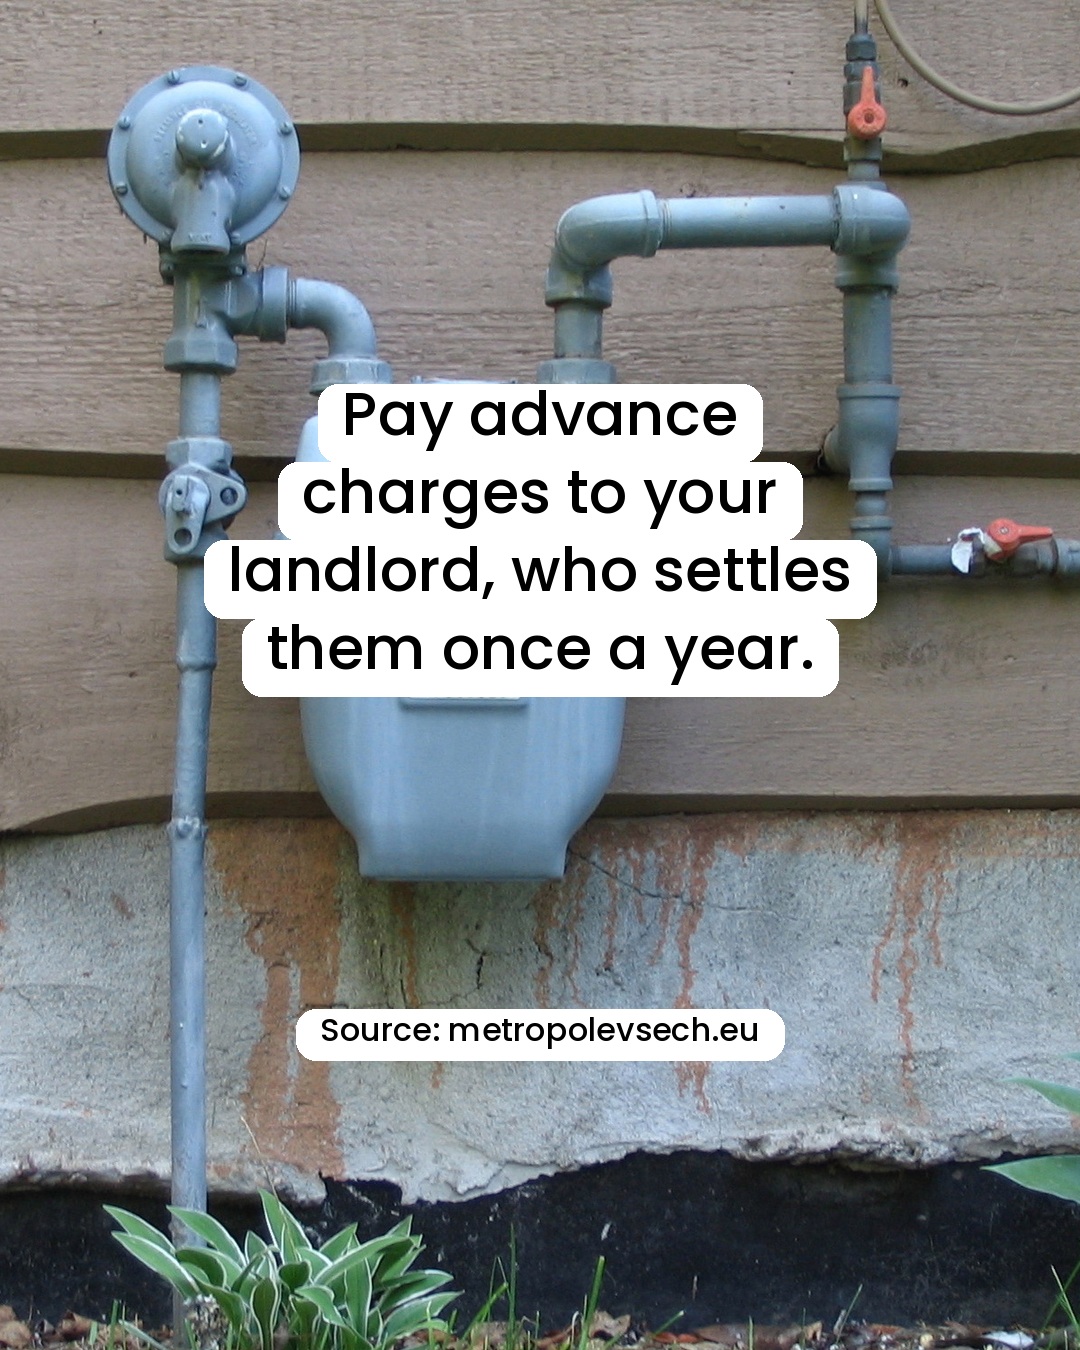 Pay advance
charges to your
landlord, who settles
them once a year.
Source: metropolevsech.eu